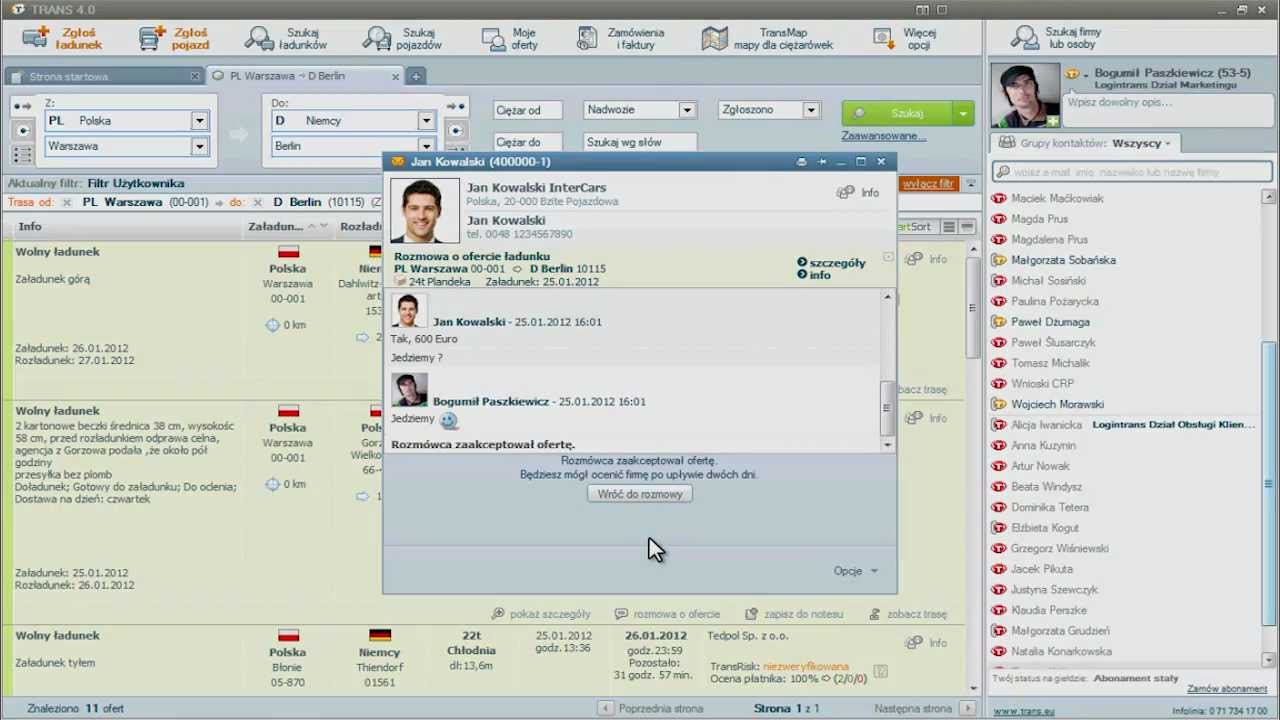 TRANS 4.0
Zgłoś ładunek
Zgłoś pojazd
Szukaj ładunków
Szukaj pojazdów
Moje oferty
Zamówienia i faktury
TransMap mapy dla ciężarówek
Więcej opcji
Szukaj firmy lub osoby
Strona startowa
PL Warszawa → D Berlin
Bogumił Paszkiewicz (53-5)
Logintrans Dział Marketingu
Wpisz dowolny opis...
Z:
PL Polska
Warszawa
Do:
D Niemcy
Berlin
Ciężar od
Nadwozie
Zgłoszono
Szukaj
Ciężar do
Szukaj wg słów
Zaawansowane...
Grupy kontaktów: Wszyscy
wpisz e-mail, imię, nazwisko lub nazwę firmy
Aktualny filtr: Filtr Użytkownika
wyłącz filtr
Trasa od: PL Warszawa (00-001) do: D Berlin (10115)
Info
Załadun...
artSort
Jan Kowalski (400000-1)
Jan Kowalski InterCars
Polska, 20-000 Bzite Pojazdowa
Info
Jan Kowalski
tel. 0048 1234567890
Rozmowa o ofercie ładunku
PL Warszawa 00-001 D Berlin 10115
24t Plandeka Załadunek: 25.01.2012
szczegóły
info
Jan Kowalski - 25.01.2012 16:01
Tak, 600 Euro
Jedziemy ?
Bogumił Paszkiewicz - 25.01.2012 16:01
Jedziemy
Rozmówca zaakceptował ofertę.
Rozmówca zaakceptował ofertę.
Będziesz mógł ocenić firmę po upływie dwóch dni.
Wróć do rozmowy
Opcje
Wolny ładunek
Załadunek górą
Załadunek: 26.01.2012
Rozładunek: 27.01.2012
Polska
Warszawa
00-001
0 km
Niem
Dahlwitz-
Info
Wolny ładunek
2 kartonowe beczki średnica 38 cm, wysokośc
58 cm, przed rozładunkiem odprawa celna,
agencja z Gorzowa podała ,że około pół
godziny
przesyłka bez piomb
Doładunek; Gotowy do załadunku; Do oclenia;
Dostawa na dzień: czwartek
Załadunek: 25.01.2012
Rozładunek: 26.01.2012
Polska
Warszawa
00-001
0 km
Info
pokaż szczegóły
rozmowa o ofercie
zapisz do notesu
zobacz trasę
Wolny ładunek
Załadunek tyłem
Polska
Błonie
05-870
Niemcy
Thiendorf
01561
22t
Chłodnia
dł:13,6m
25.01.2012
godz.13:36
26.01.2012
godz.23:59
Pozostało:
31 godz. 57 min.
Tedpol Sp. z o.o.
TransRisk: niezweryfikowana
Ocena płatnika: 100% (2/0/0)
Info
Maciek Maćkowiak
Magda Prus
Magdalena Prus
Małgorzata Sobańska
Michał Sosiński
Paulina Pożarycka
Paweł Dżumaga
Paweł Ślusarczyk
Tomasz Michalik
Wnioski CRP
Wojciech Morawski
Alicja Iwanicka Logintrans Dział Obsługi Klien...
Anna Kuzynin
Artur Nowak
Beata Windysz
Dominika Tetera
Elżbieta Kogut
Grzegorz Wiśniewski
Jacek Pikuta
Justyna Szewczyk
Klaudia Perszke
Małgorzata Grudzień
Natalia Konarkowska
Twój status na giełdzie: Abonament stały
Zamów abonament
Znaleziono 11 ofert
Poprzednia strona
Strona 1 z 1
Następna strona
www.trans.eu
Infolinia: 0 71 734 17 00